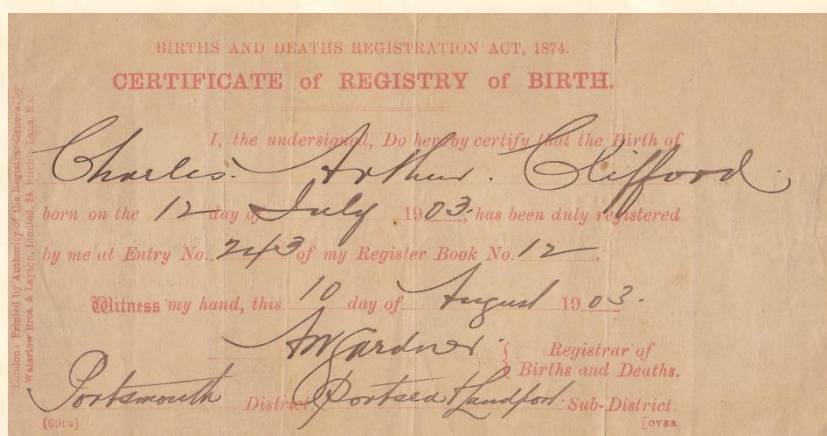 BIRTHS AND DEATHS REGISTRATION ACT, 1874.
CERTIFICATE of REGISTRY of BIRTH.
I, the undersigned, Do hereby certify that the Birth of
Charles Arthur Clifford
born on the 12 day of July 1903, has been duly registered
by me at Entry No. 243 of my Register Book No. 12.
Witness my hand, this 10 day of August 1903.
Gardner Registrar of
Births and Deaths.
Portsmouth District Portsea & Landport Sub-District.
[OVER
London: Printed by Authority of the Registrar-General by
Waterlow Bros. & Layton, Limited, 24, Birchin Lane, E.C.